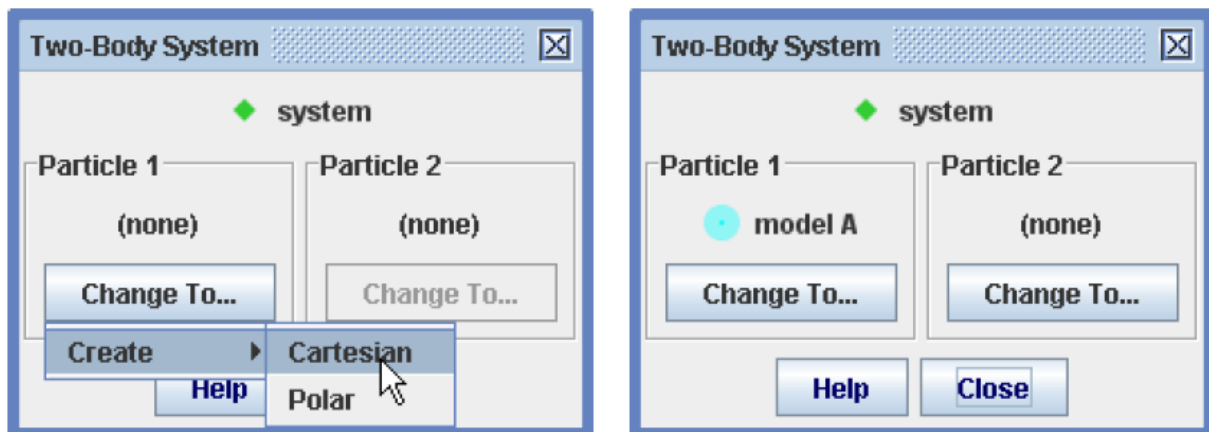 Two-Body System
system
Particle 1
Particle 2
(none)
(none)
Change To...
Change To...
Create
Cartesian
Help
Polar
Two-Body System
system
Particle 1
Particle 2
model A
(none)
Change To...
Change To...
Help
Close